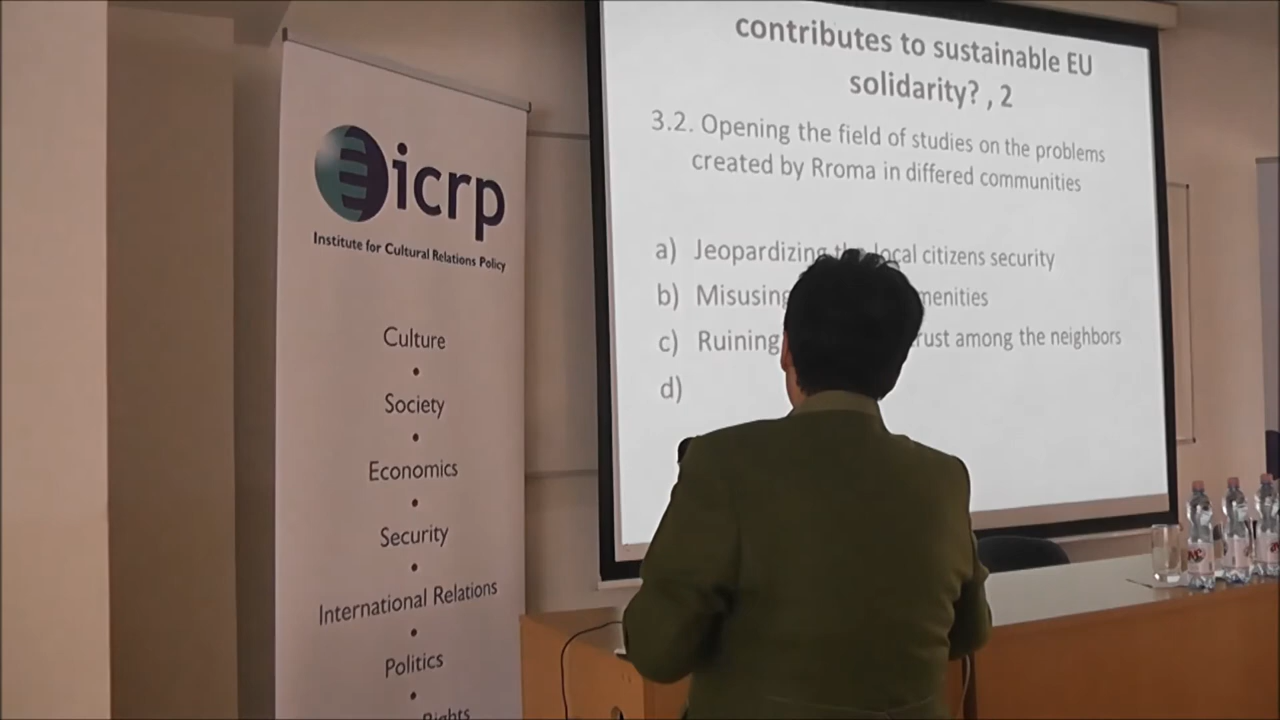 icrp
Institute for Cultural Relations Policy
Culture
•
Society
•
Economics
•
Security
•
International Relations
•
Politics
•
Rights
contributes to sustainable EU
solidarity? , 2
3.2. Opening the field of studies on the problems
created by Rroma in differed communities
a) Jeopardizing the local citizens security
b) Misusing
c) Ruining among the neighbors
d)